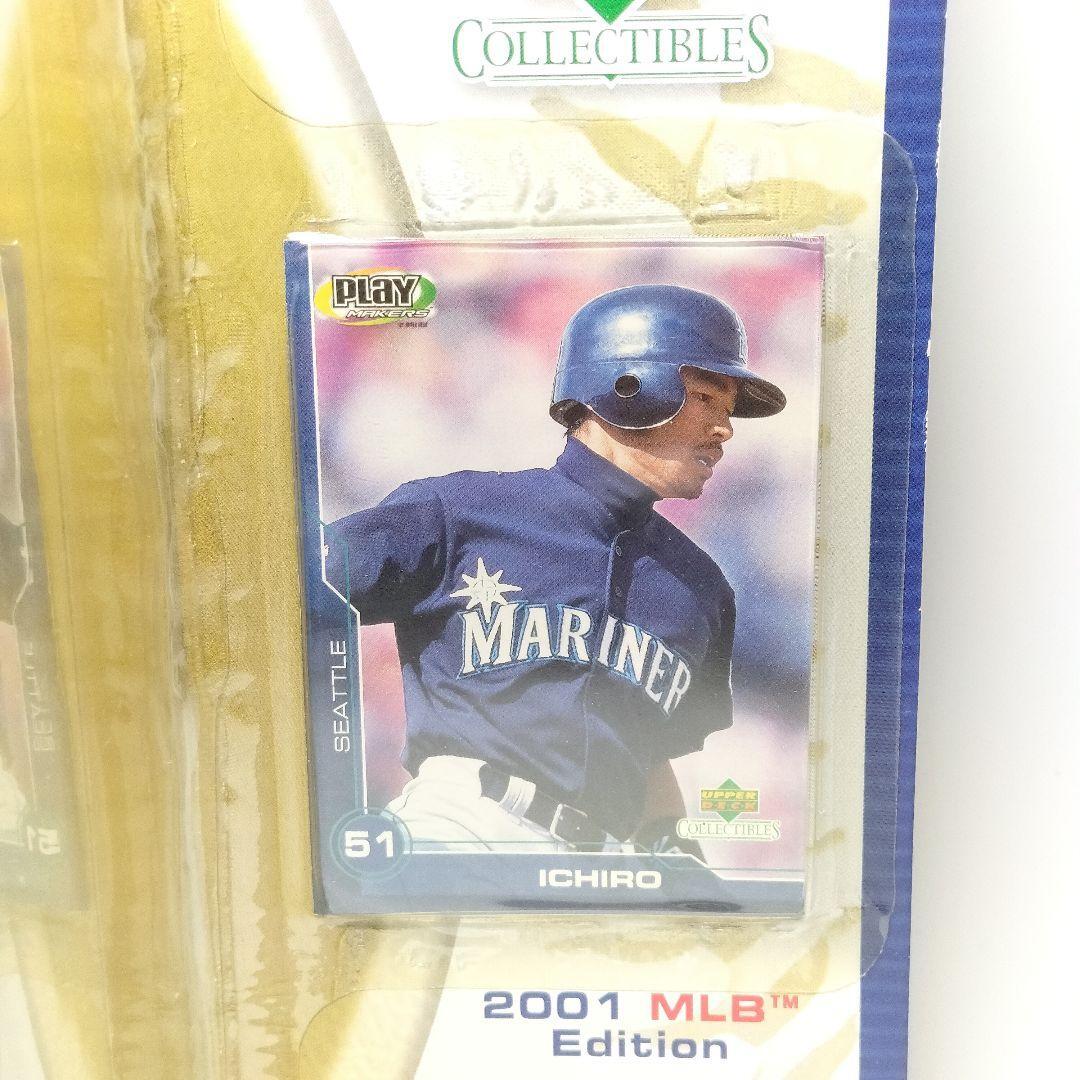 COLLECTIBLES
PLAY
MAKERS
MARINER
SEATTLE
UPPER
DECK
COLLECTIBLES
51
ICHIRO
2001 MLB™
Edition